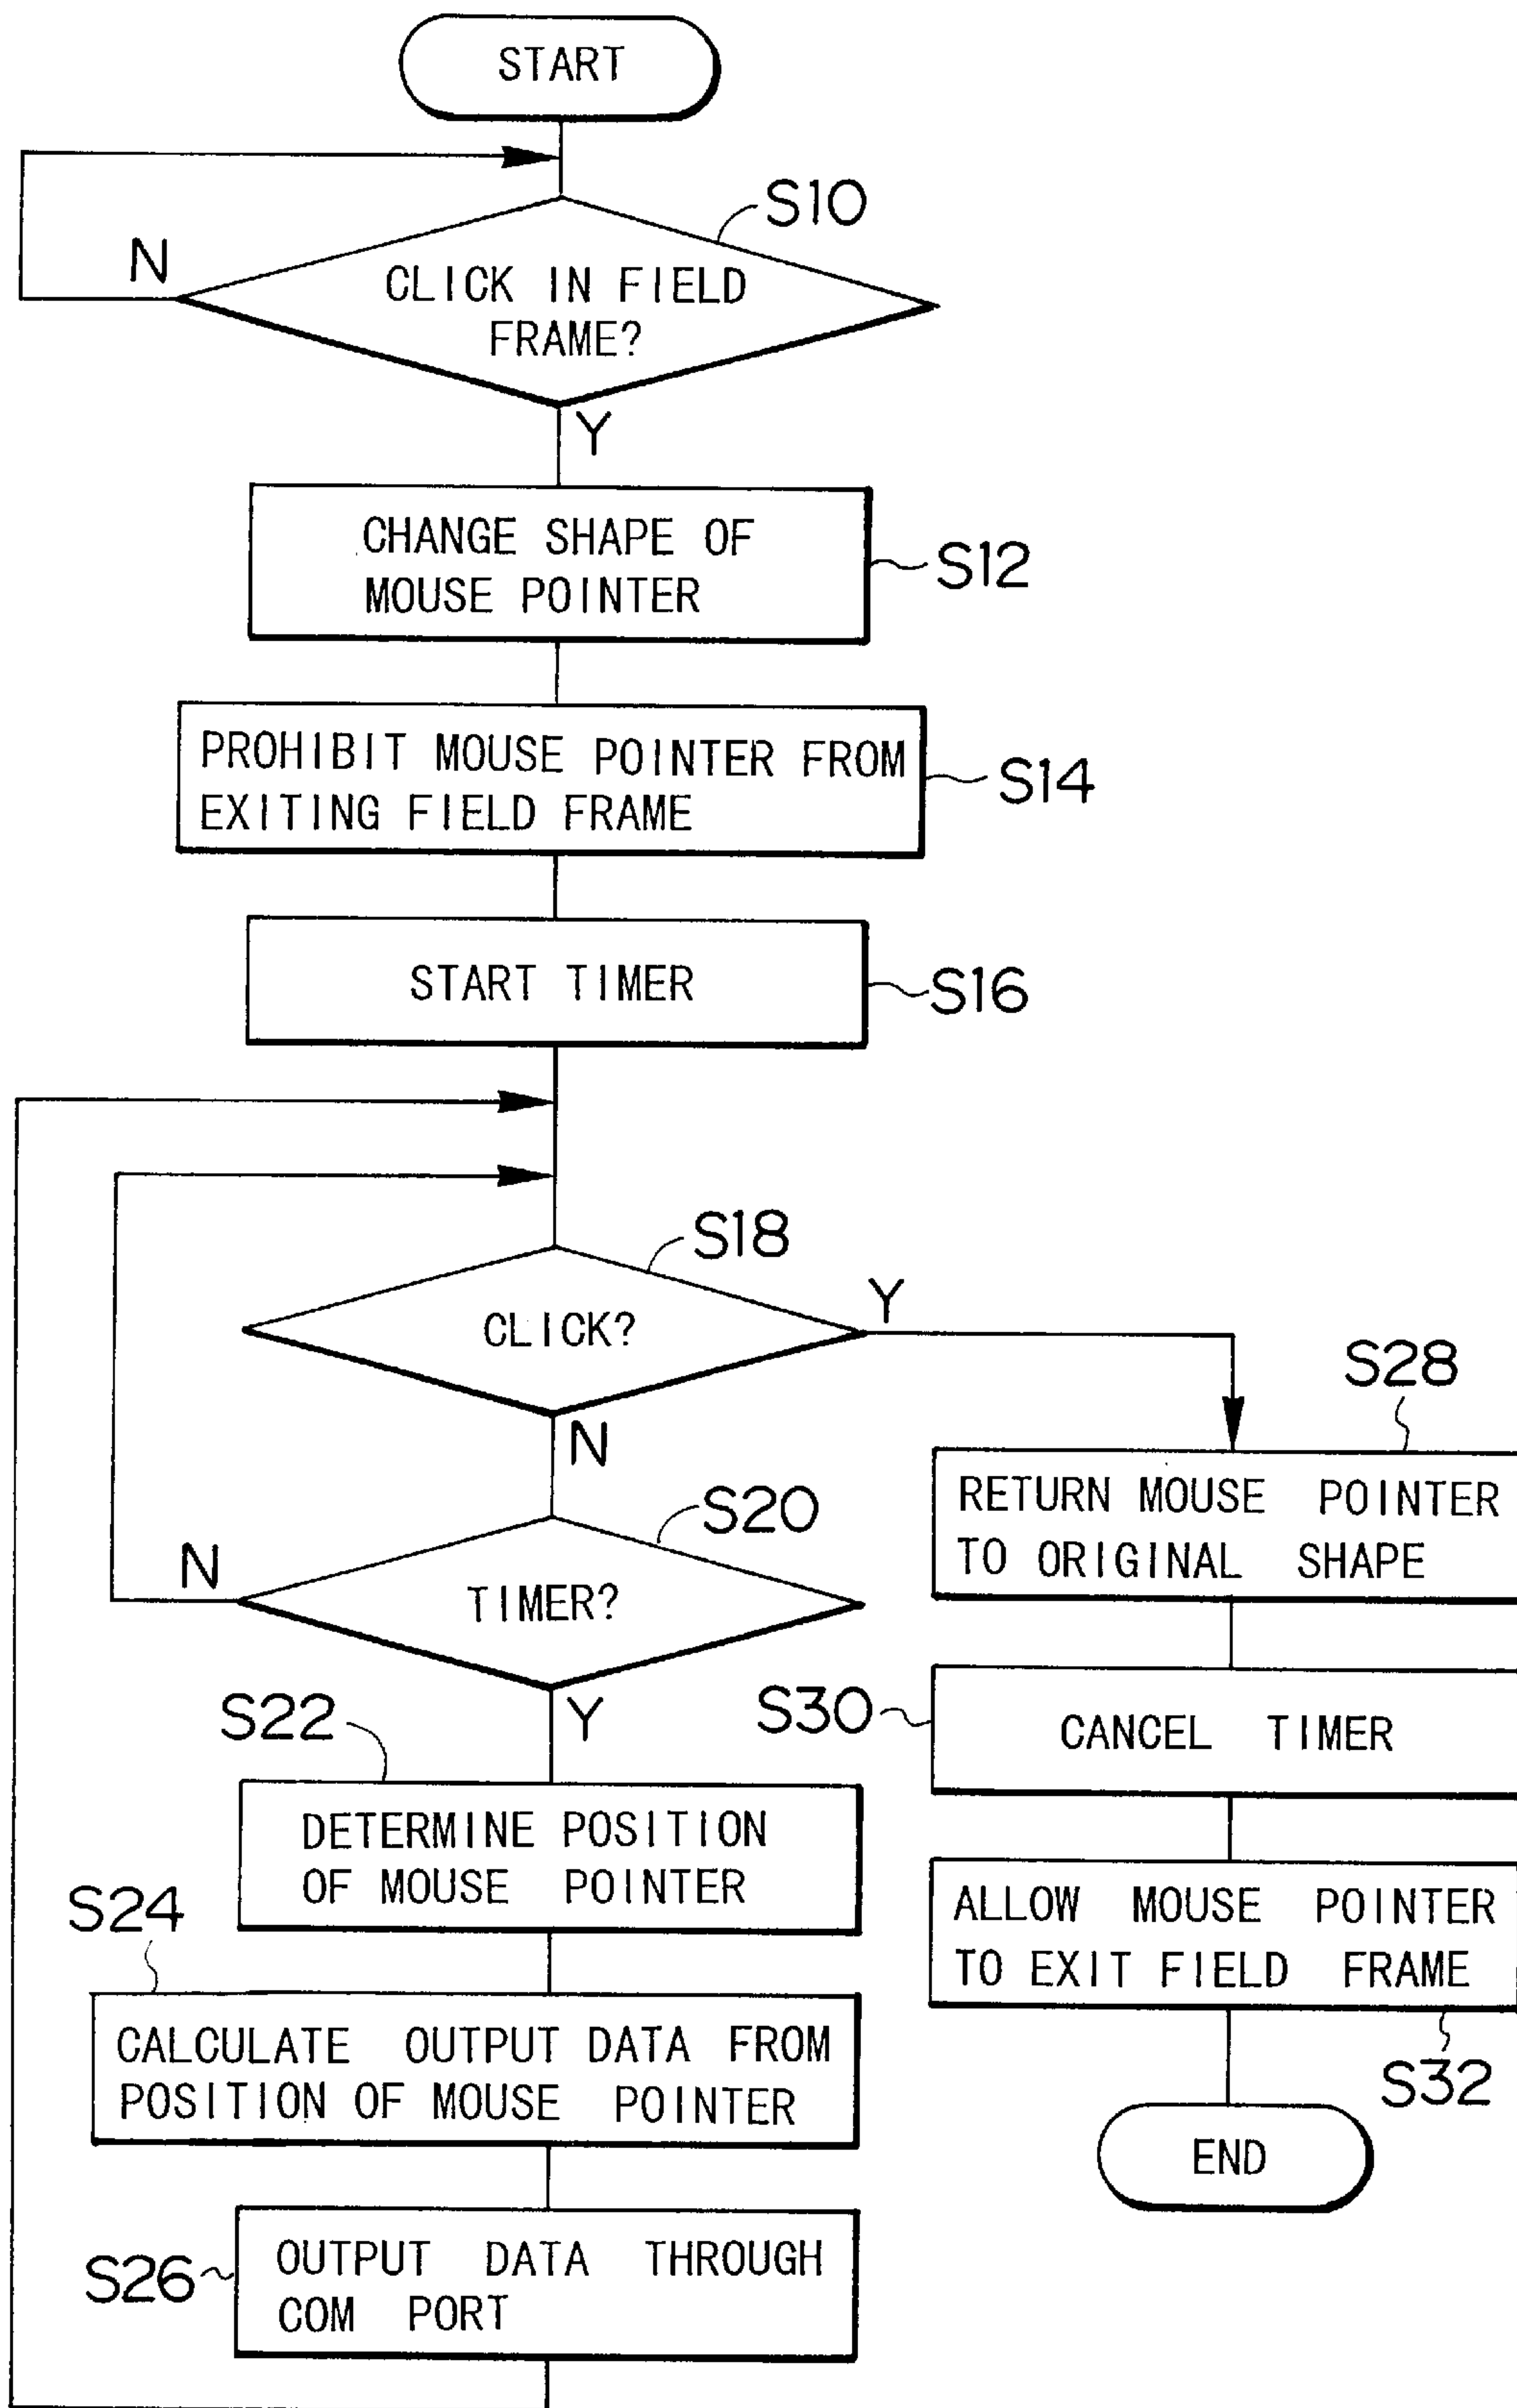 START
S10
N
CLICK IN FIELD
FRAME?
Y
CHANGE SHAPE OF
MOUSE POINTER
S12
PROHIBIT MOUSE POINTER FROM
EXITING FIELD FRAME
S14
START TIMER
S16
S18
CLICK?
Y
N
S20
N
TIMER?
Y
S22
DETERMINE POSITION
OF MOUSE POINTER
S24
CALCULATE OUTPUT DATA FROM
POSITION OF MOUSE POINTER
S26
OUTPUT DATA THROUGH
COM PORT
S28
RETURN MOUSE POINTER
TO ORIGINAL SHAPE
S30
CANCEL TIMER
ALLOW MOUSE POINTER
TO EXIT FIELD FRAME
S32
END